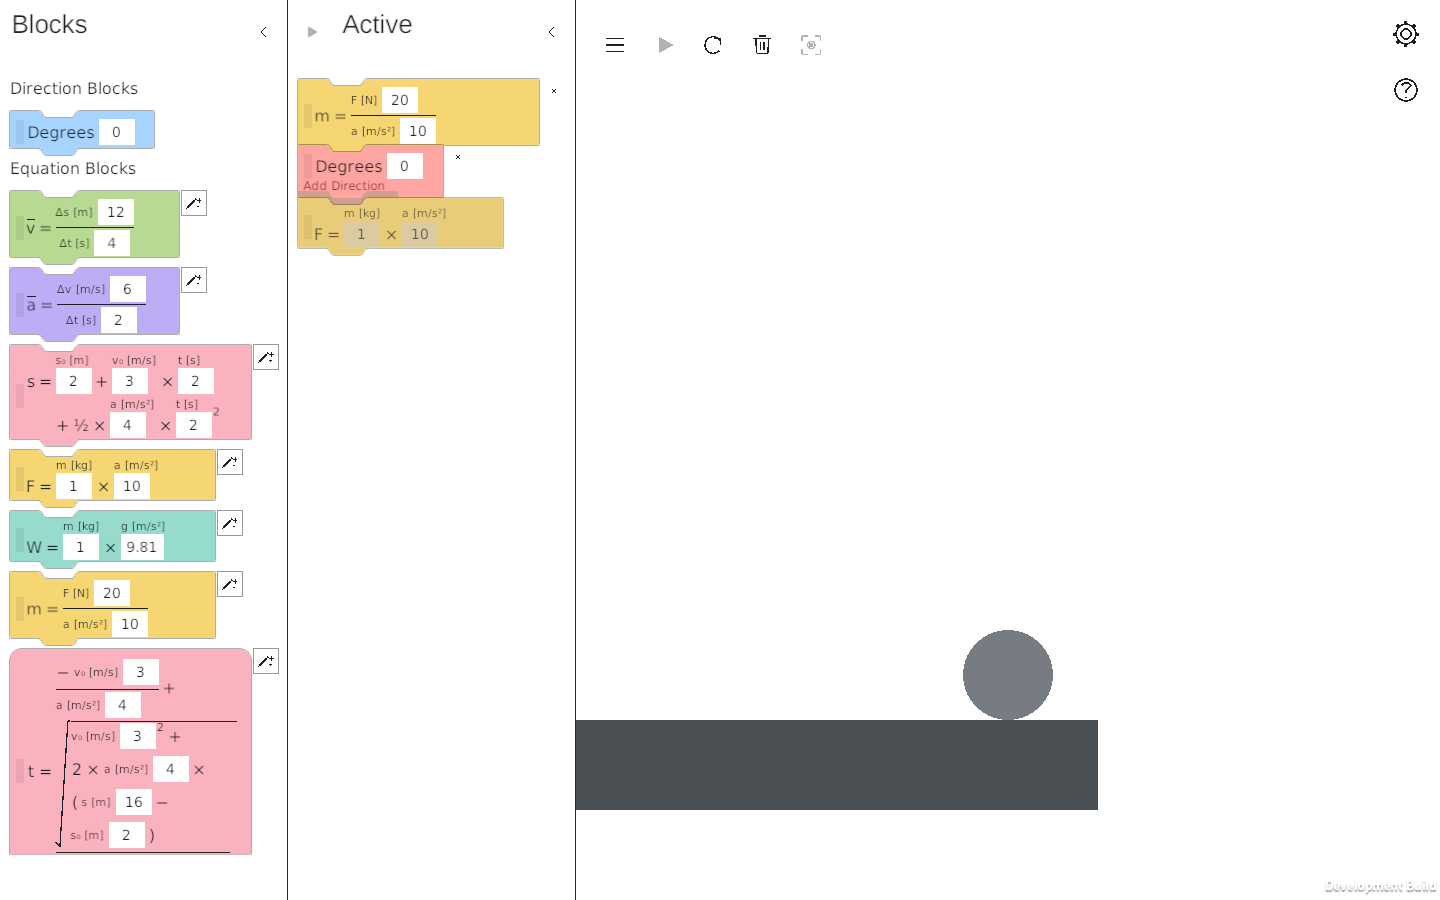 Blocks
Direction Blocks
Degrees 0
Equation Blocks
v = Δs [m] 12
Δt [s] 4
a = Δv [m/s] 6
Δt [s] 2
s₀ [m] v₀ [m/s] t [s]
s = 2 + 3 × 2
a [m/s²] t [s]
+ ½ × 4 × 2 2
m [kg] a [m/s²]
F = 1 × 10
m [kg] g [m/s²]
W = 1 × 9.81
F [N] 20
m =
a [m/s²] 10
− v₀ [m/s] 3 +
a [m/s²] 4
v₀ [m/s] 3 2 +
t = 2 × a [m/s²] 4 ×
( s [m] 16 −
s₀ [m] 2 )
Active
F [N] 20
m =
a [m/s²] 10
Degrees 0
Add Direction
m [kg] a [m/s²]
F = 1 × 10
Development Build